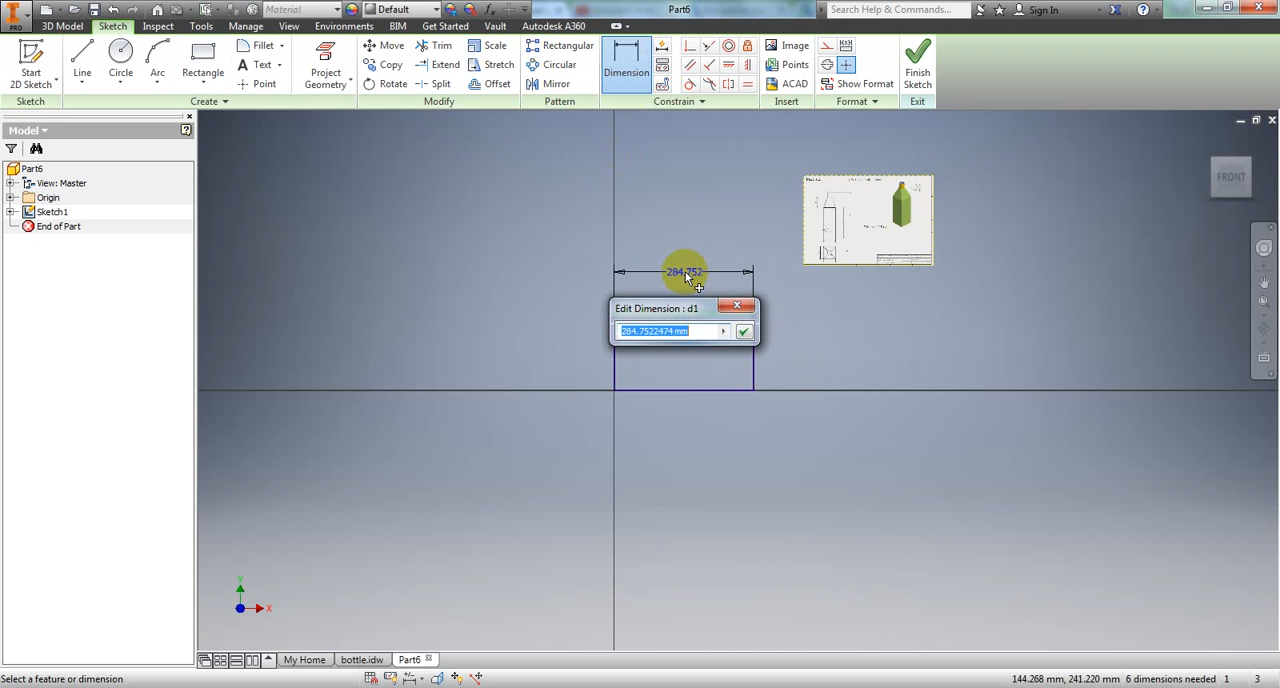 PRO
Material
Default
Part6
Search Help & Commands...
Sign In
3D Model
Sketch
Inspect
Tools
Manage
View
Environments
BIM
Get Started
Vault
Autodesk A360
Start
2D Sketch
Line
Circle
Arc
Rectangle
Fillet
Text
Point
Project
Geometry
Move
Copy
Rotate
Trim
Extend
Split
Scale
Stretch
Offset
Rectangular
Circular
Mirror
Dimension
Image
Points
ACAD
Show Format
Finish
Sketch
Sketch
Create
Modify
Pattern
Constrain
Insert
Format
Exit
Model
Part6
View: Master
Origin
Sketch1
End of Part
FRONT
284.752
Edit Dimension : d1
284.7522474 mm
Y
X
My Home
bottle.idw
Part6
Select a feature or dimension
144.268 mm, 241.220 mm
6 dimensions needed
1
3